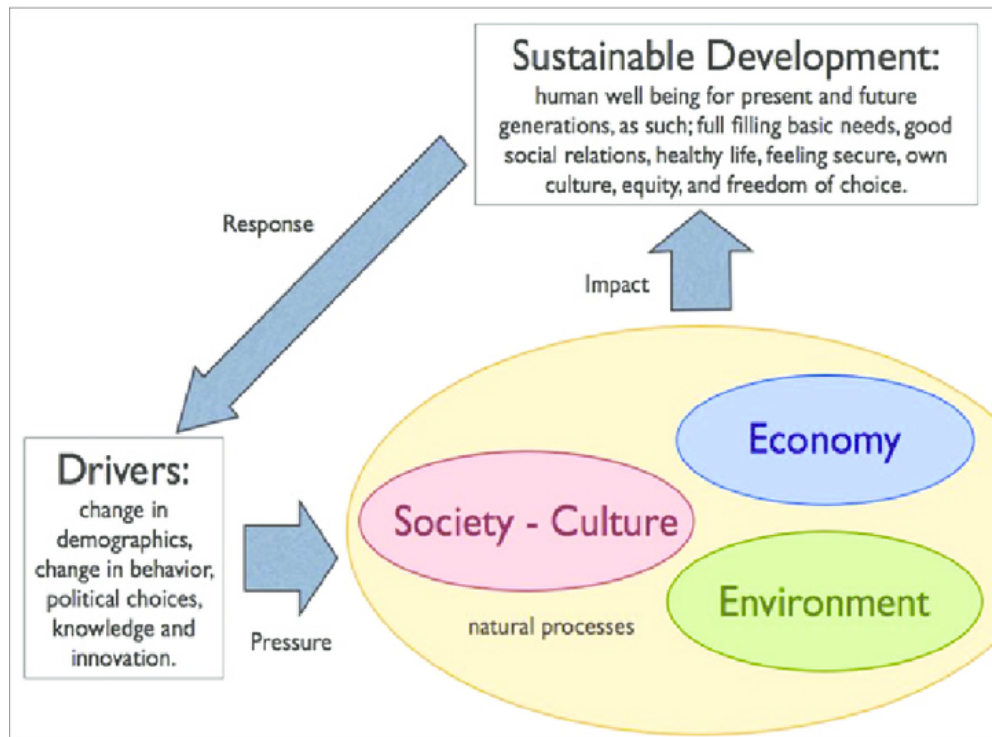 Sustainable Development:
human well being for present and future
generations, as such; full filling basic needs, good
social relations, healthy life, feeling secure, own
culture, equity, and freedom of choice.
Response
Impact
Economy
Drivers:
change in
demographics,
change in behavior,
political choices,
knowledge and
innovation.
Pressure
Society - Culture
Environment
natural processes